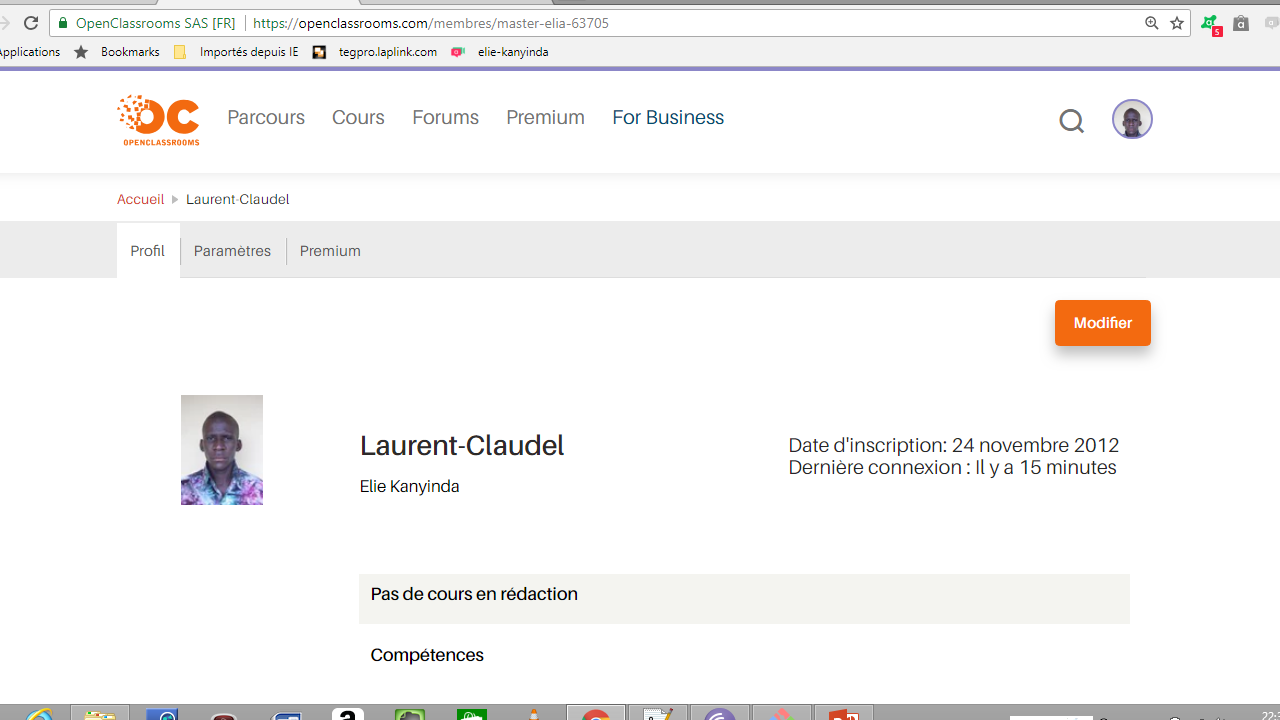 OpenClassrooms SAS [FR] https://openclassrooms.com/membres/master-elia-63705
5
Applications Bookmarks Importés depuis IE tegpro.laplink.com elie-kanyinda
OC
OPENCLASSROOMS
Parcours Cours Forums Premium For Business
Accueil Laurent-Claudel
Profil Paramètres Premium
Modifier
Laurent-Claudel
Elie Kanyinda
Date d'inscription: 24 novembre 2012
Dernière connexion : Il y a 15 minutes
Pas de cours en rédaction
Compétences